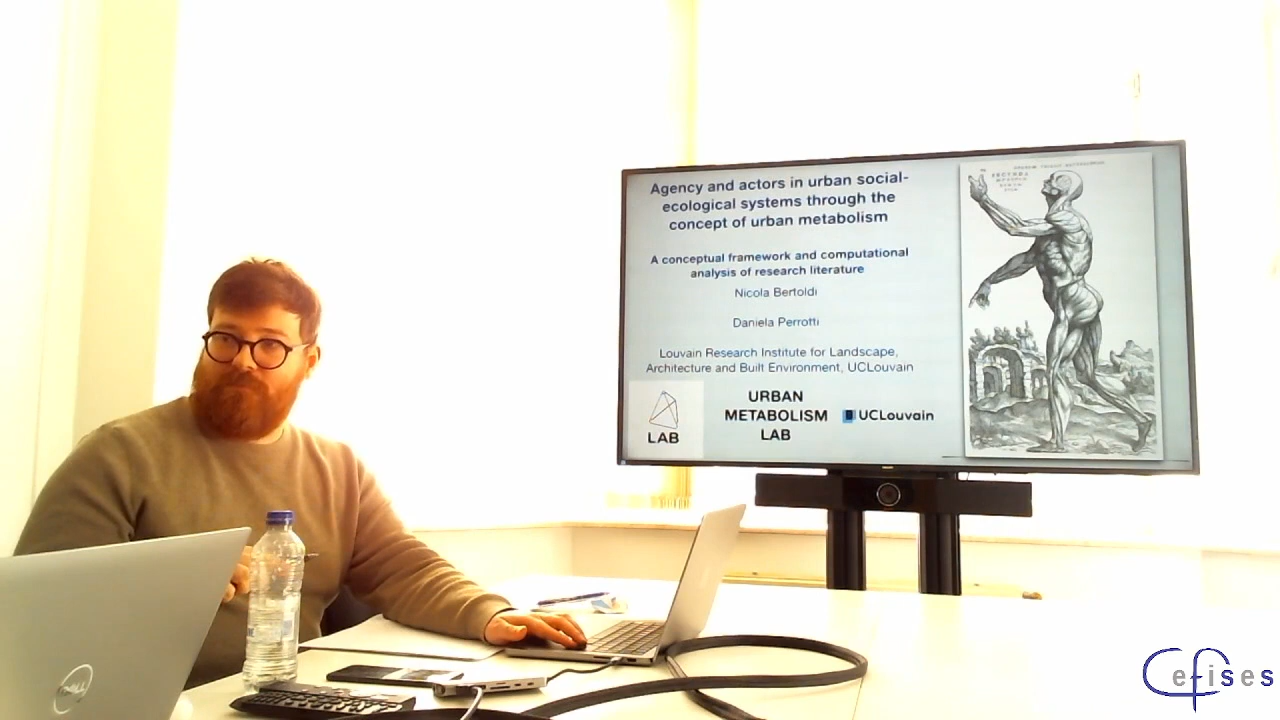 Agency and actors in urban social-
ecological systems through the
concept of urban metabolism
A conceptual framework and computational
analysis of research literature
Nicola Bertoldi
Daniela Perrotti
Louvain Research Institute for Landscape,
Architecture and Built Environment, UCLouvain
LAB
URBAN
METABOLISM
LAB
UCLouvain
DELL
Cefises